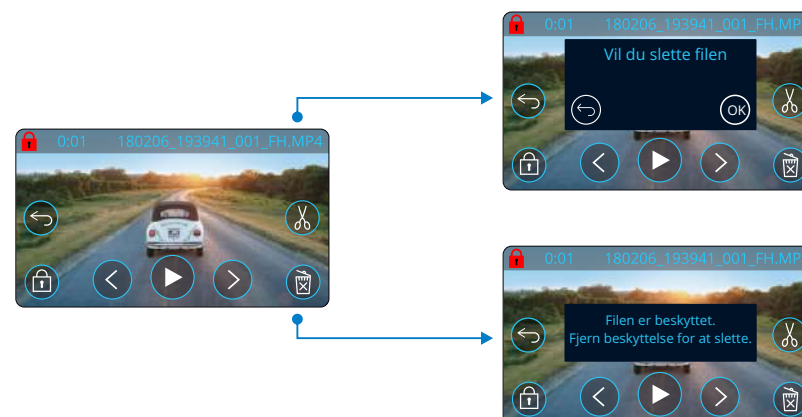 0:01 180206_193941_001_FH.MP
Vil du slette filen
OK
0:01 180206_193941_001_FH.MP4
0:01 180206_193941_001_FH.MP
Filen er beskyttet.
Fjern beskyttelse for at slette.